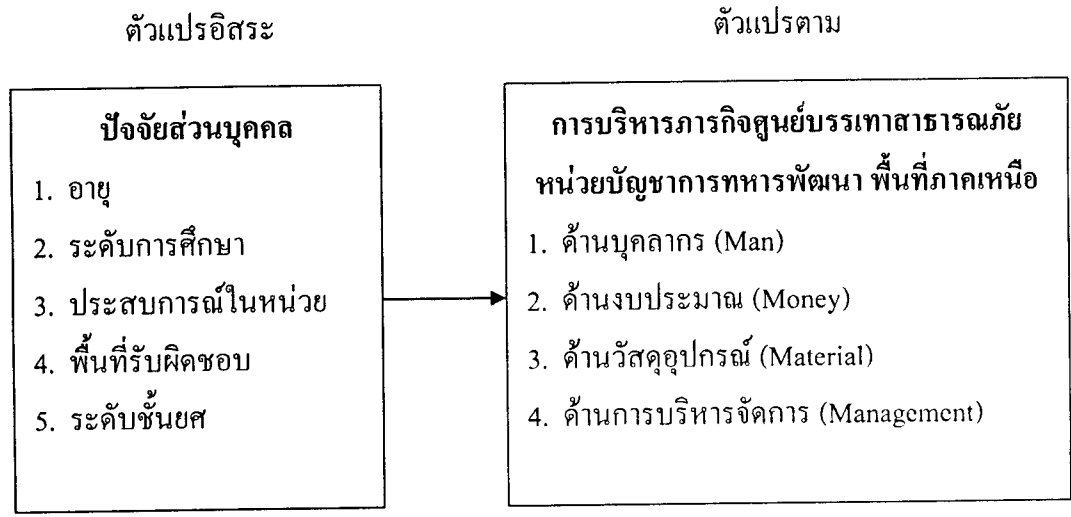 ตัวแปรอิสระ
ตัวแปรตาม
ปัจจัยส่วนบุคคล
1. อายุ
2. ระดับการศึกษา
3. ประสบการณ์ในหน่วย
4. พื้นที่รับผิดชอบ
5. ระดับชั้นยศ
การบริหารภารกิจศูนย์บรรเทาสาธารณภัย
หน่วยบัญชาการทหารพัฒนา พื้นที่ภาคเหนือ
1. ด้านบุคลากร (Man)
2. ด้านงบประมาณ (Money)
3. ด้านวัสดุอุปกรณ์ (Material)
4. ด้านการบริหารจัดการ (Management)